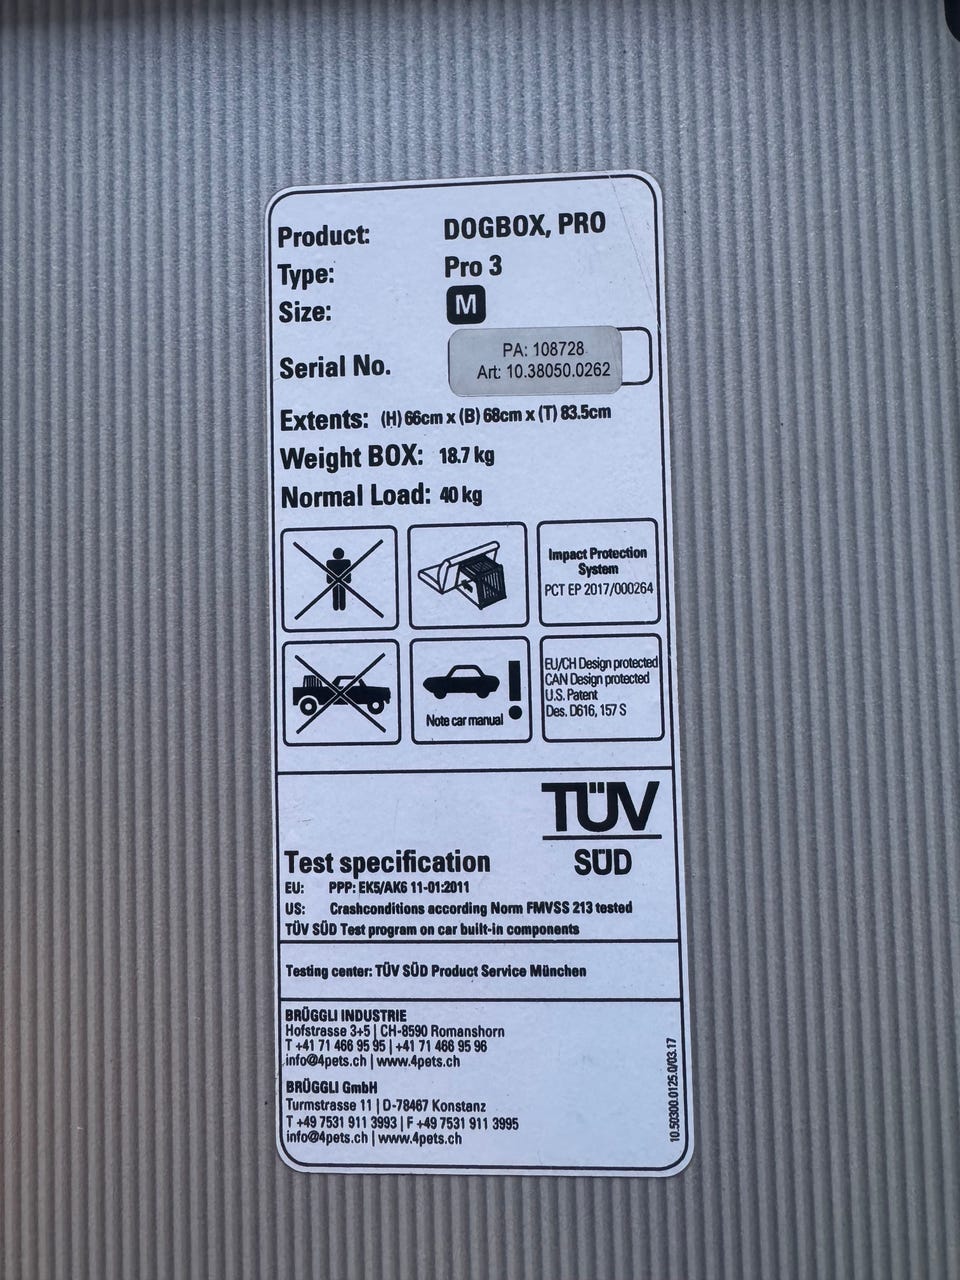 Product: DOGBOX, PRO
Type: Pro 3
Size: M
Serial No. PA: 108728
Art: 10.38050.0262
Extents: (H) 66cm x (B) 68cm x (T) 83.5cm
Weight BOX: 18.7 kg
Normal Load: 40 kg
Impact Protection
System
PCT EP 2017/000264
Note car manual !
EU/CH Design protected
CAN Design protected
U.S. Patent
Des. D616, 157 S
TÜV
SÜD
Test specification
EU: PPP: EK5/AK6 11-01:2011
US: Crashconditions according Norm FMVSS 213 tested
TÜV SÜD Test program on car built-in components
Testing center: TÜV SÜD Product Service München
BRÜGGLI INDUSTRIE
Hofstrasse 3+5 | CH-8590 Romanshorn
T +41 71 466 95 95 | +41 71 466 95 96
info@4pets.ch | www.4pets.ch
BRÜGGLI GmbH
Turmstrasse 11 | D-78467 Konstanz
T +49 7531 911 3993 | F +49 7531 911 3995
info@4pets.ch | www.4pets.ch
10.50300.0125.0/03.17